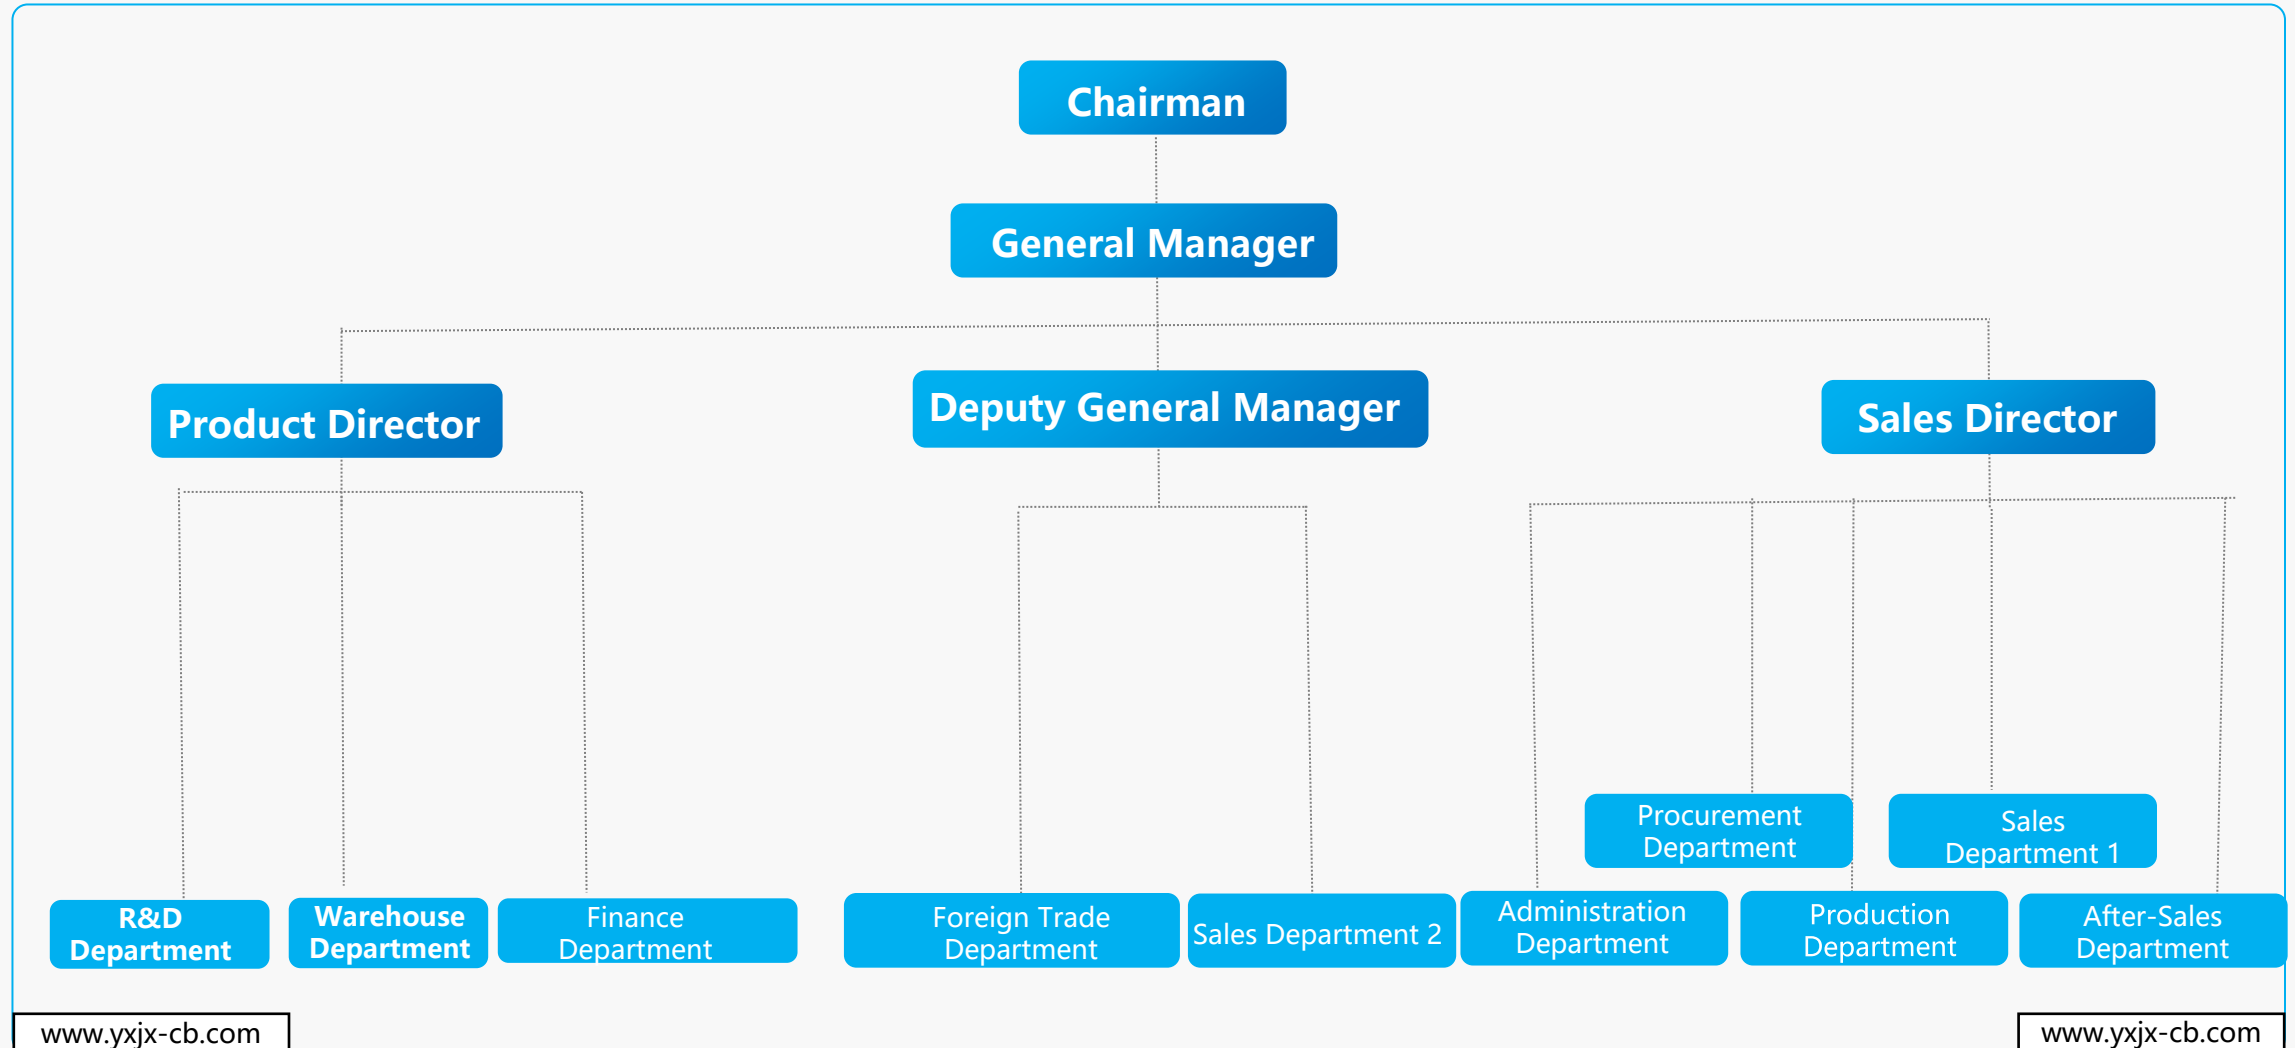 Chairman
General Manager
Product Director
Deputy General Manager
Sales Director
Procurement
Department
Sales
Department 1
R&D
Department
Warehouse
Department
Finance
Department
Foreign Trade
Department
Sales Department 2
Administration
Department
Production
Department
After-Sales
Department
www.yxjx-cb.com
www.yxjx-cb.com